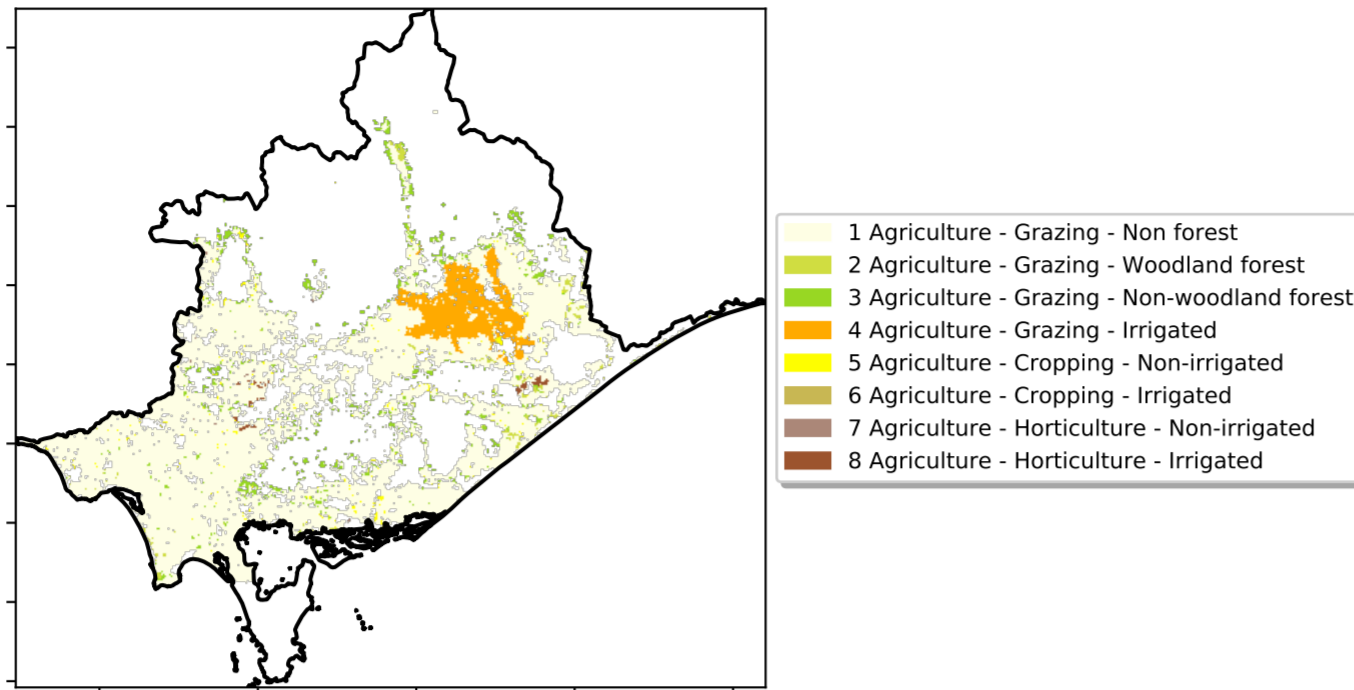 1 Agriculture - Grazing - Non forest
2 Agriculture - Grazing - Woodland forest
3 Agriculture - Grazing - Non-woodland forest
4 Agriculture - Grazing - Irrigated
5 Agriculture - Cropping - Non-irrigated
6 Agriculture - Cropping - Irrigated
7 Agriculture - Horticulture - Non-irrigated
8 Agriculture - Horticulture - Irrigated